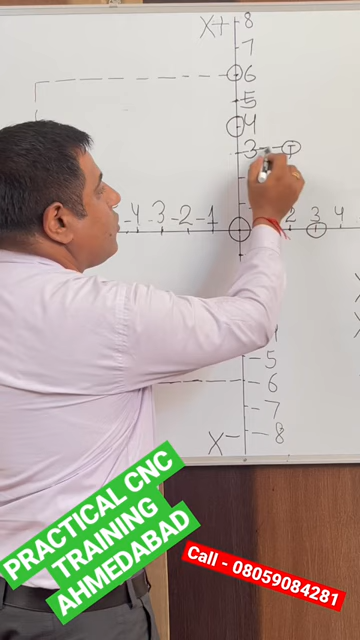 X+ 8
7
6
5
4
3
-4 -3 -2 -1 2 3 4
5
6
7
X- 8
PRACTICAL CNC
TRAINING
AHMEDABAD
Call - 08059084281